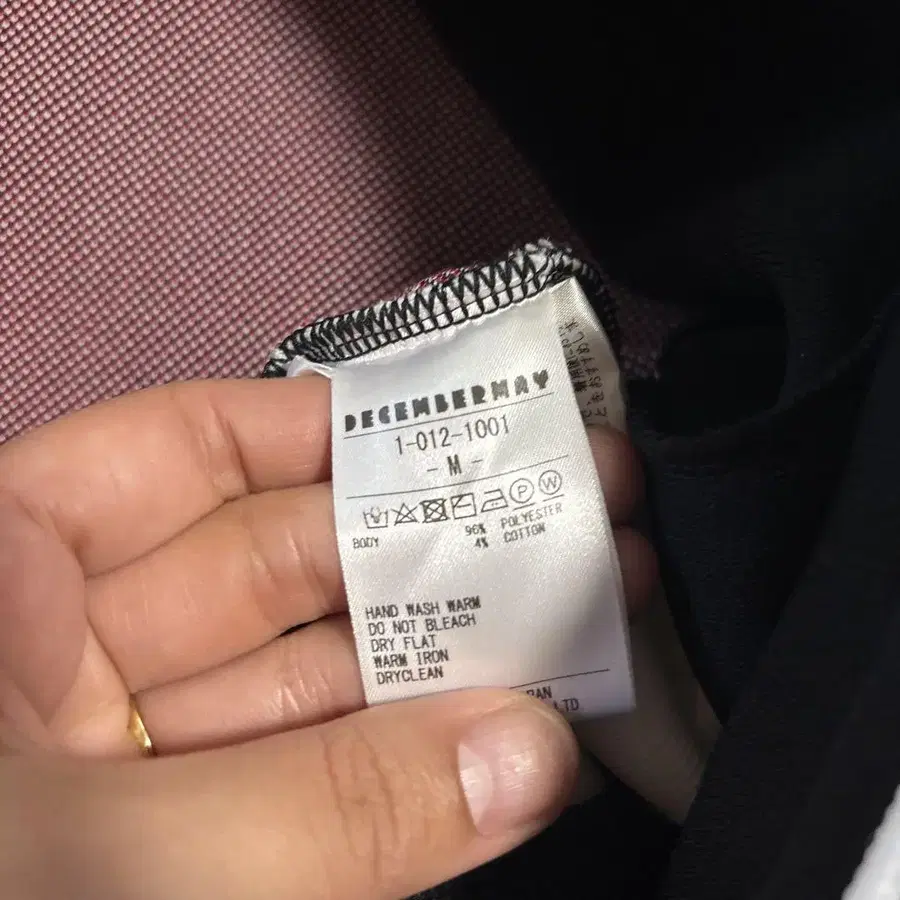 DECEMBERMAY
1-012-1001
- M -
P W
BODY 96% POLYESTER
4% COTTON
HAND WASH WARM
DO NOT BLEACH
DRY FLAT
WARM IRON
DRYCLEAN
LTD